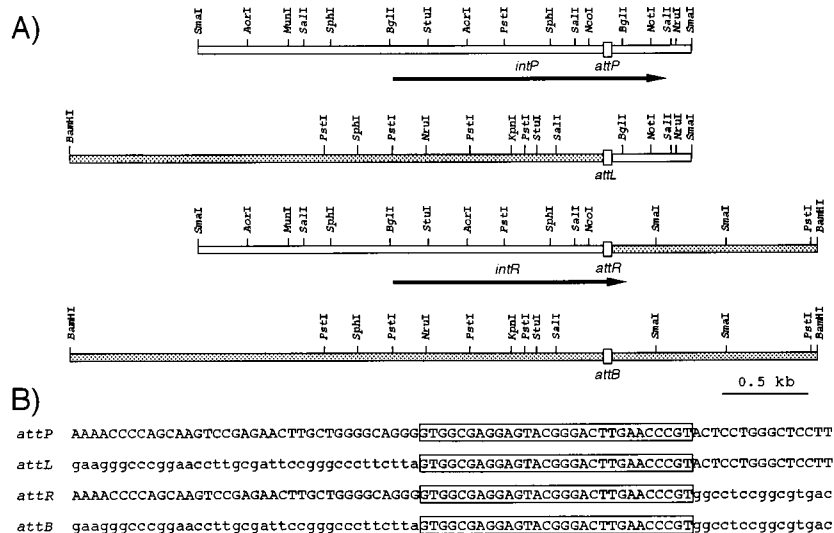 A)
SmaI AorI MunI SalI SphI BglI StuI AorI PstI SphI SalI NcoI BglI NotI SalI NruI SmaI
intP attP
BamHI PstI SphI PstI NruI PstI KpnI PstI StuI SalI BglI NotI SalI NruI SmaI
attL
SmaI AorI MunI SalI SphI BglI StuI AorI PstI SphI SalI NcoI SmaI SmaI PstI BamHI
intR attR
BamHI PstI SphI PstI NruI PstI KpnI PstI StuI SalI SmaI SmaI PstI BamHI
attB
0.5 kb
B)
attP AAAACCCCAGCAAGTCCGAGAACTTGCTGGGGCAGGGGTGGCGAGGAGTACGGGACTTGAACCCGTACTCCTGGGCTCCTT
attL gaagggcccggaaccttgcgattccgggcccttcttaGTGGCGAGGAGTACGGGACTTGAACCCGTACTCCTGGGCTCCTT
attR AAAACCCCAGCAAGTCCGAGAACTTGCTGGGGCAGGGGTGGCGAGGAGTACGGGACTTGAACCCGTggcctccggcgtgac
attB gaagggcccggaaccttgcgattccgggcccttcttaGTGGCGAGGAGTACGGGACTTGAACCCGTggcctccggcgtgac